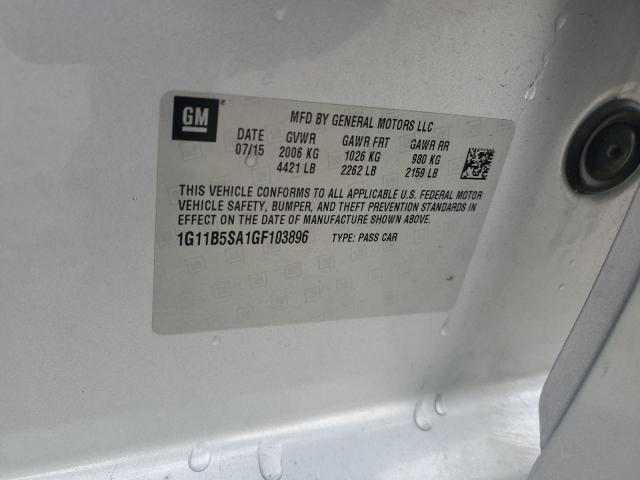 GM
MFD BY GENERAL MOTORS LLC
DATE GVWR GAWR FRT GAWR RR
07/15 2006 KG 1026 KG 980 KG
4421 LB 2262 LB 2159 LB
THIS VEHICLE CONFORMS TO ALL APPLICABLE U.S. FEDERAL MOTOR
VEHICLE SAFETY, BUMPER, AND THEFT PREVENTION STANDARDS IN
EFFECT ON THE DATE OF MANUFACTURE SHOWN ABOVE.
1G11B5SA1GF103896 TYPE: PASS CAR